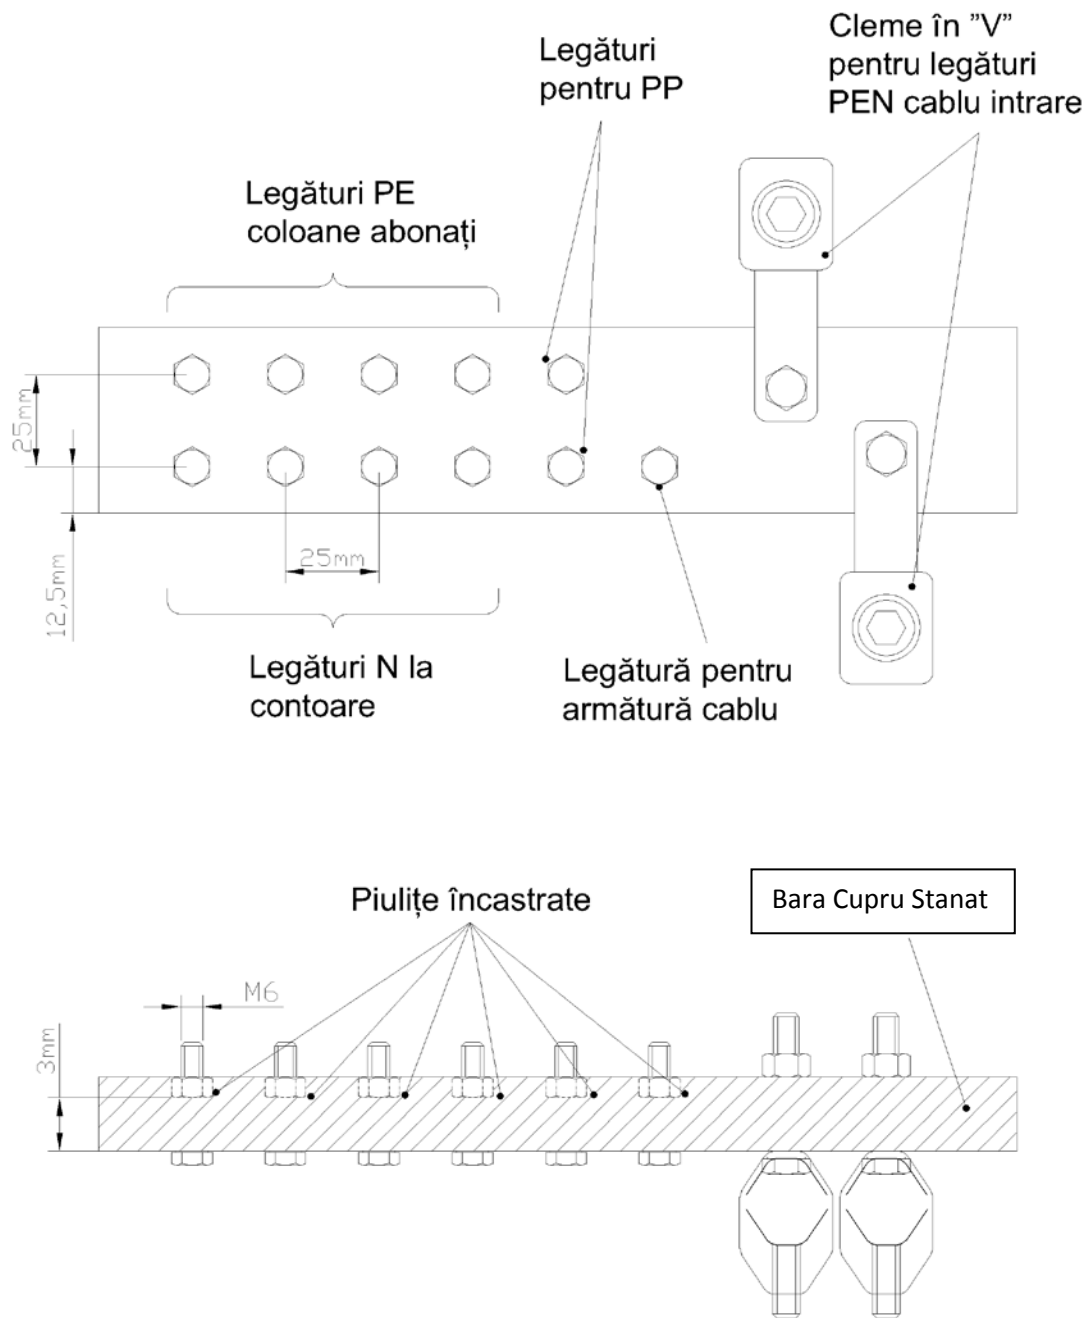 Cleme în ”V”
pentru legături
PEN cablu intrare
Legături
pentru PP
Legături PE
coloane abonați
25mm
12,5mm
25mm
Legături N la
contoare
Legătură pentru
armătură cablu
Piulițe încastrate
Bara Cupru Stanat
M6
3mm